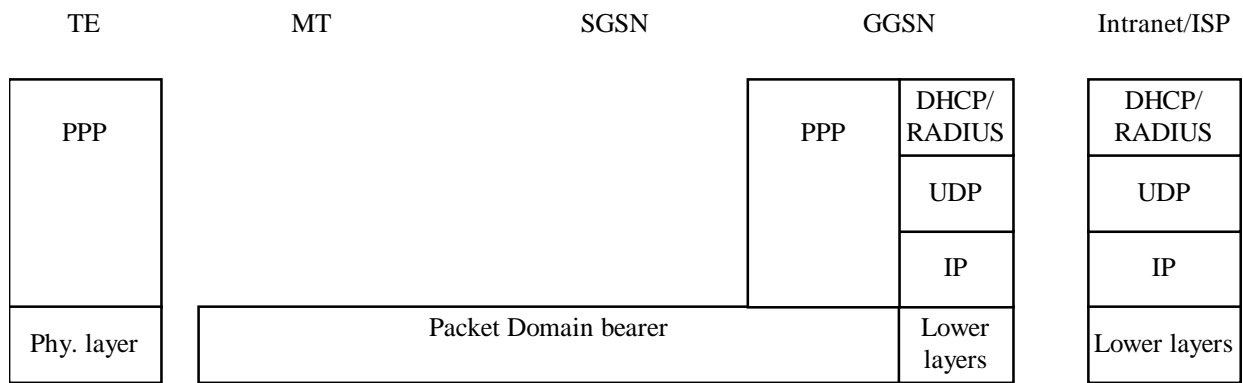 TE MT SGSN GGSN Intranet/ISP
PPP
PPP
DHCP/
RADIUS
DHCP/
RADIUS
UDP
UDP
IP
IP
Phy. layer
Packet Domain bearer
Lower
layers
Lower layers